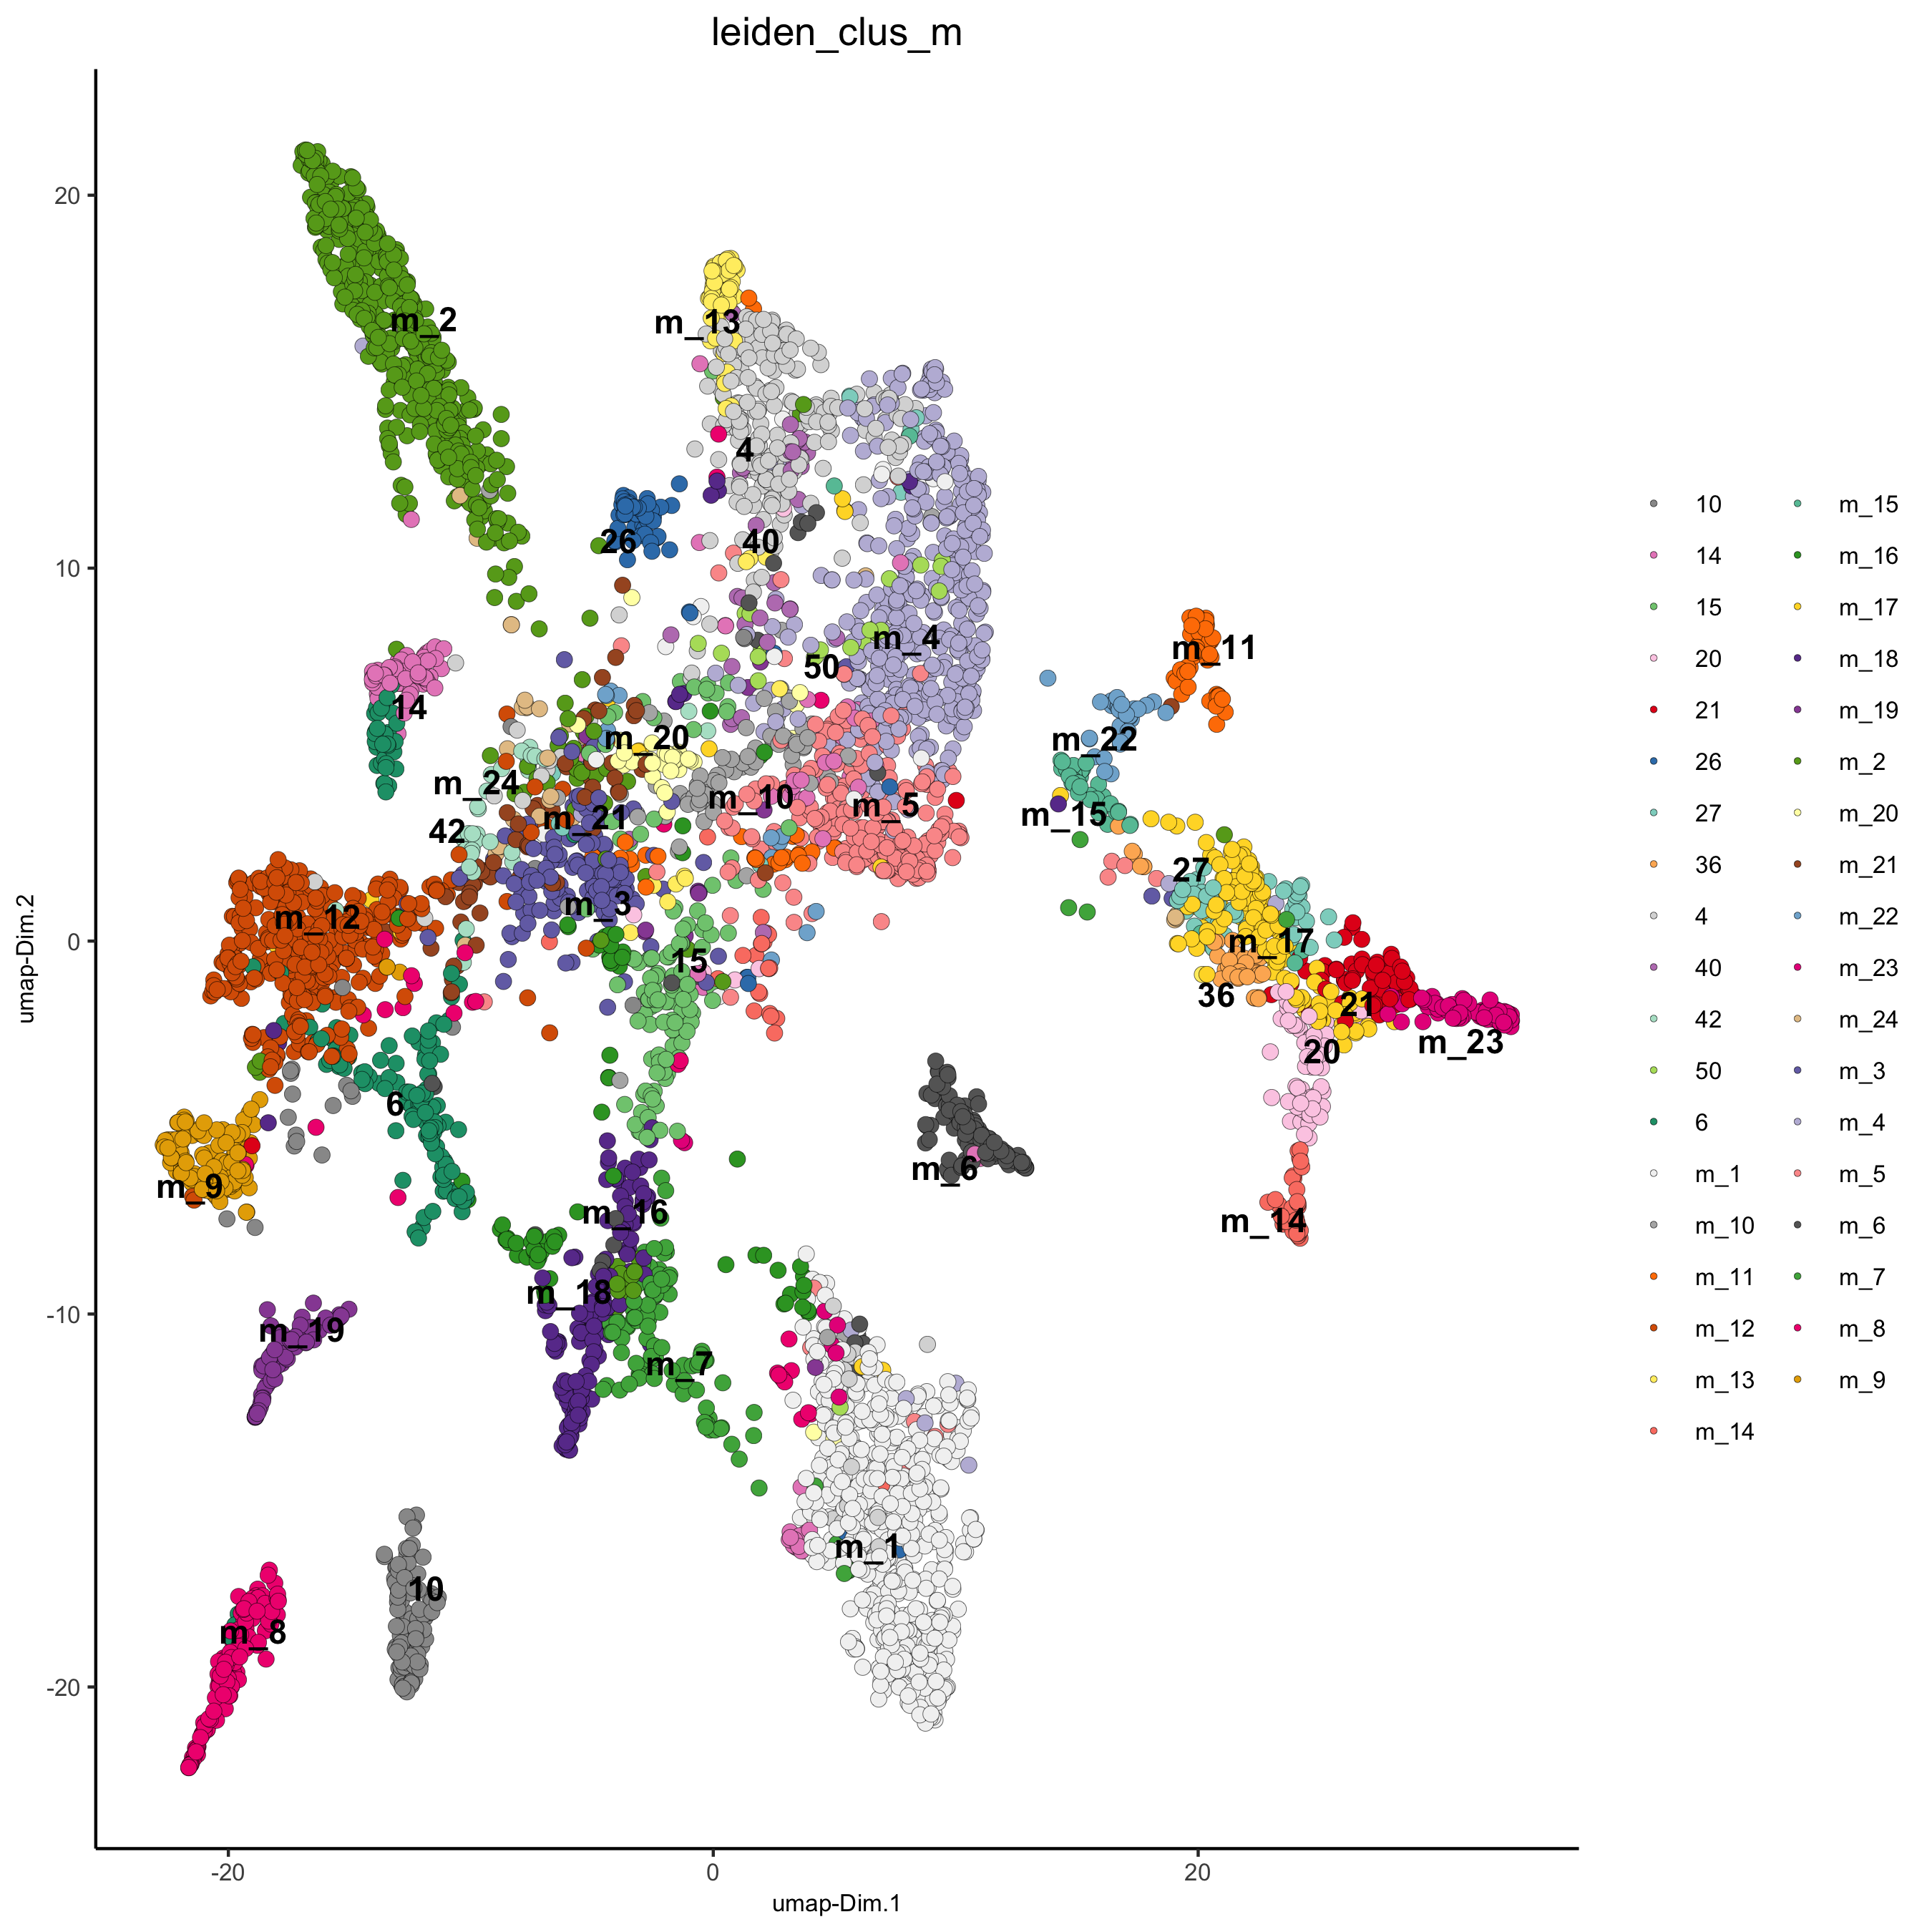 leiden_clus_m
umap-Dim.2
20
10
0
-10
-20
m_2
m_13
4
26
40
m_4
50
m_11
14
m_20
m_22
m_24
m_10
m_5
m_21
m_15
42
27
m_12
m_3
m_17
15
36
21
m_23
20
6
m_6
m_9
m_16
m_14
m_18
m_19
m_7
m_1
10
m_8
-20
0
20
umap-Dim.1
10
14
15
20
21
26
27
36
4
40
42
50
6
m_1
m_10
m_11
m_12
m_13
m_14
m_15
m_16
m_17
m_18
m_19
m_2
m_20
m_21
m_22
m_23
m_24
m_3
m_4
m_5
m_6
m_7
m_8
m_9